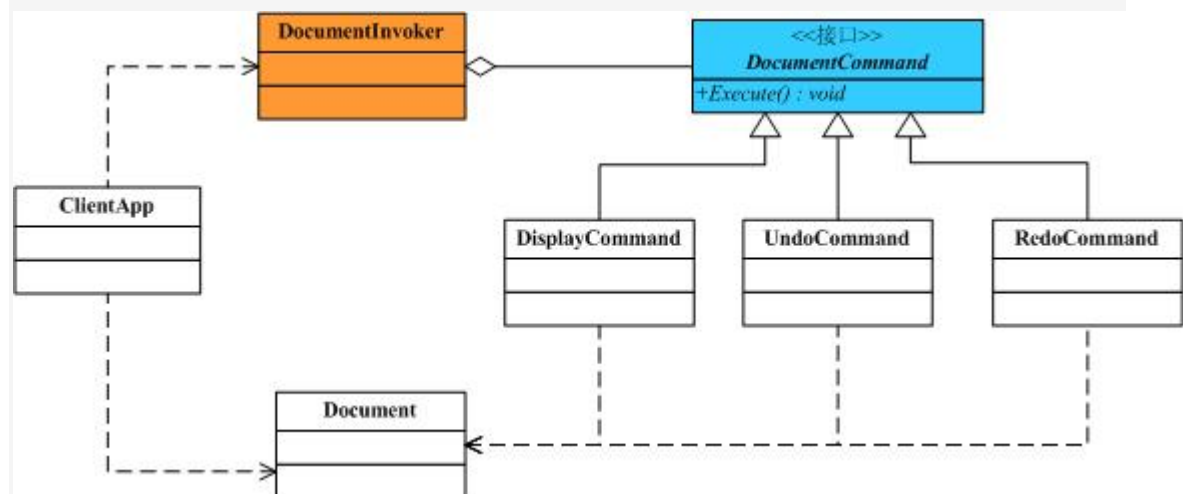 DocumentInvoker
<<接口>>
DocumentCommand
+Execute() : void
ClientApp
DisplayCommand
UndoCommand
RedoCommand
Document